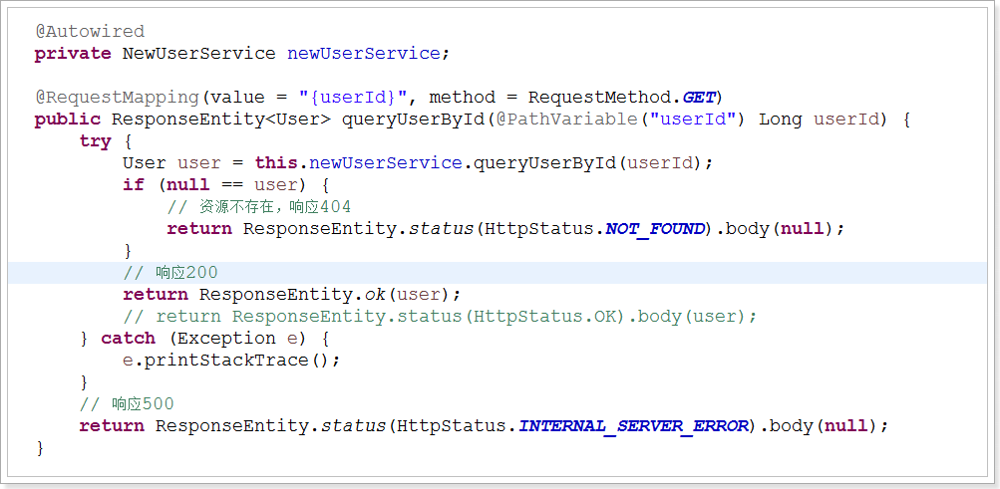 @Autowired
private NewUserService newUserService;
@RequestMapping(value = "{userId}", method = RequestMethod.GET)
public ResponseEntity<User> queryUserById(@PathVariable("userId") Long userId) {
try {
User user = this.newUserService.queryUserById(userId);
if (null == user) {
// 资源不存在，响应404
return ResponseEntity.status(HttpStatus.NOT_FOUND).body(null);
}
// 响应200
return ResponseEntity.ok(user);
// return ResponseEntity.status(HttpStatus.OK).body(user);
} catch (Exception e) {
e.printStackTrace();
}
// 响应500
return ResponseEntity.status(HttpStatus.INTERNAL_SERVER_ERROR).body(null);
}